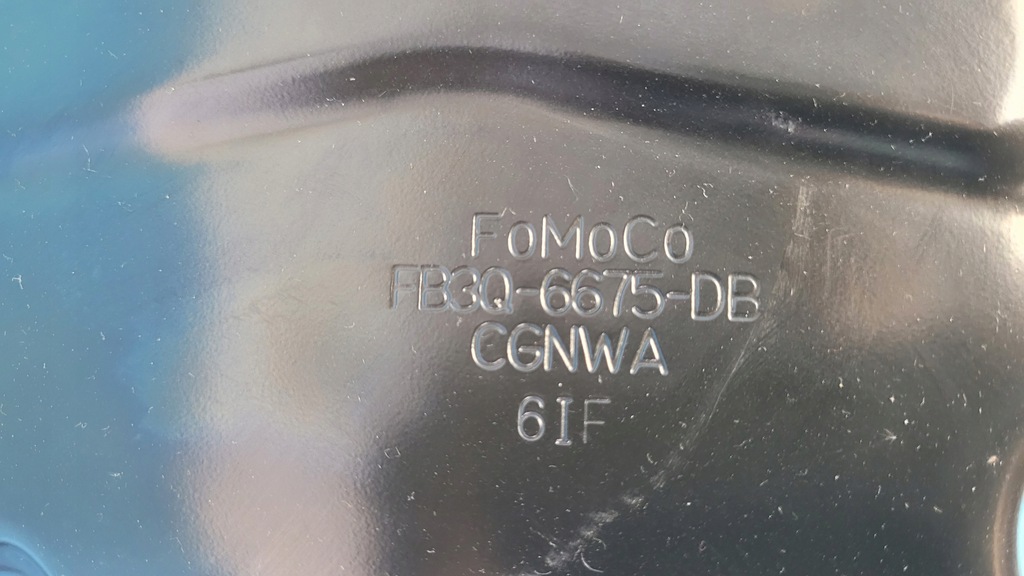 FoMoCo
FB3Q-6675-DB
CGNWA
6IF